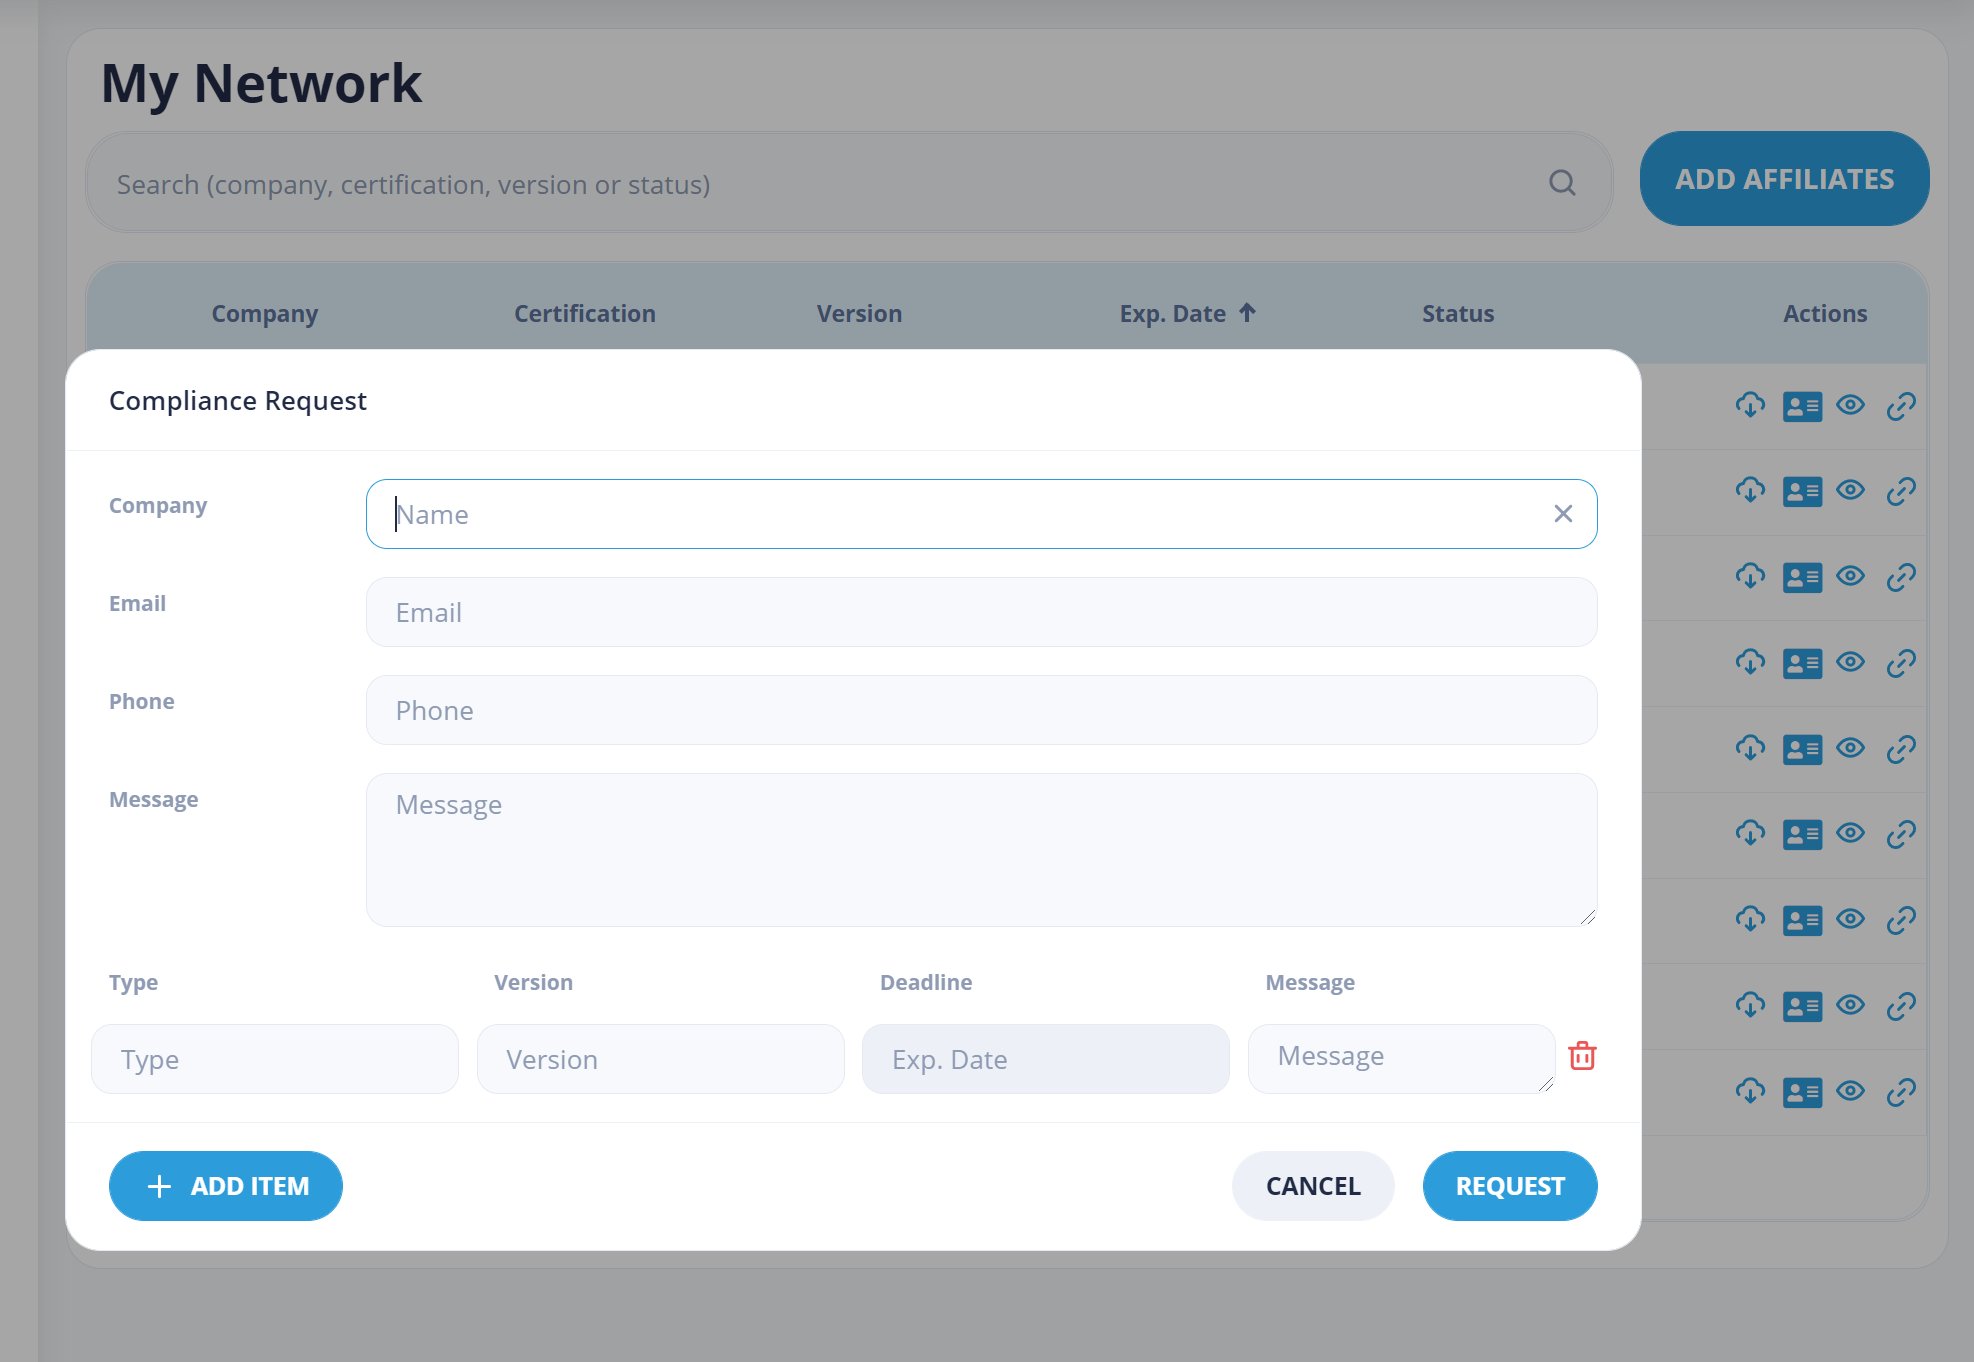 My Network
Search (company, certification, version or status)
ADD AFFILIATES
Company Certification Version Exp. Date Status Actions
Compliance Request
Company Name
Email Email
Phone Phone
Message Message
Type Version Deadline Message
Type Version Exp. Date Message
ADD ITEM CANCEL REQUEST